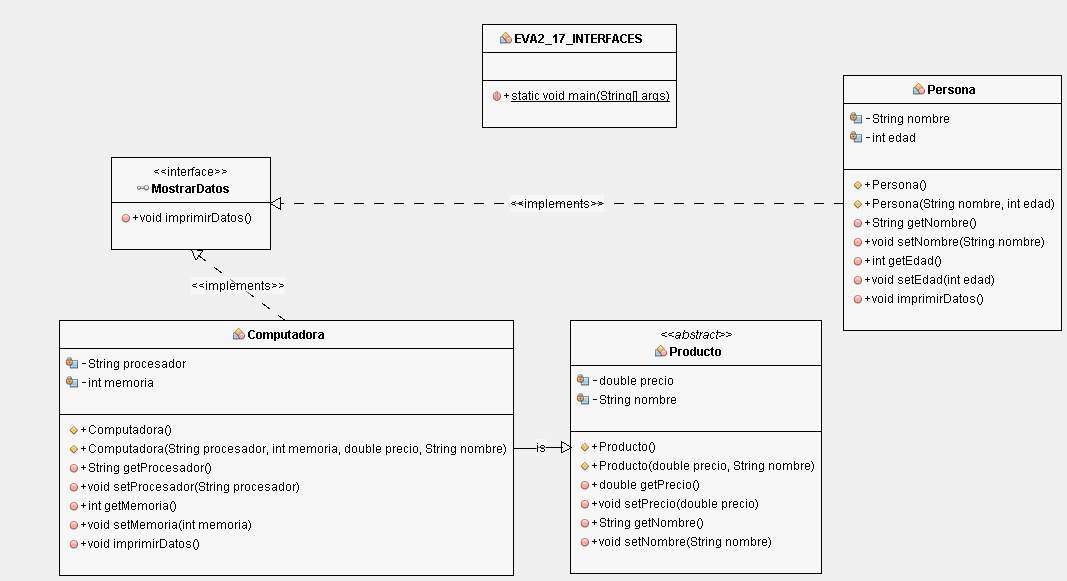 EVA2_17_INTERFACES
+static void main(String[] args)
Persona
-String nombre
-int edad
+Persona()
+Persona(String nombre, int edad)
+String getNombre()
+void setNombre(String nombre)
+int getEdad()
+void setEdad(int edad)
+void imprimirDatos()
<<interface>>
MostrarDatos
+void imprimirDatos()
<<implements>>
<<implements>>
Computadora
-String procesador
-int memoria
+Computadora()
+Computadora(String procesador, int memoria, double precio, String nombre)
+String getProcesador()
+void setProcesador(String procesador)
+int getMemoria()
+void setMemoria(int memoria)
+void imprimirDatos()
is
<<abstract>>
Producto
-double precio
-String nombre
+Producto()
+Producto(double precio, String nombre)
+double getPrecio()
+void setPrecio(double precio)
+String getNombre()
+void setNombre(String nombre)